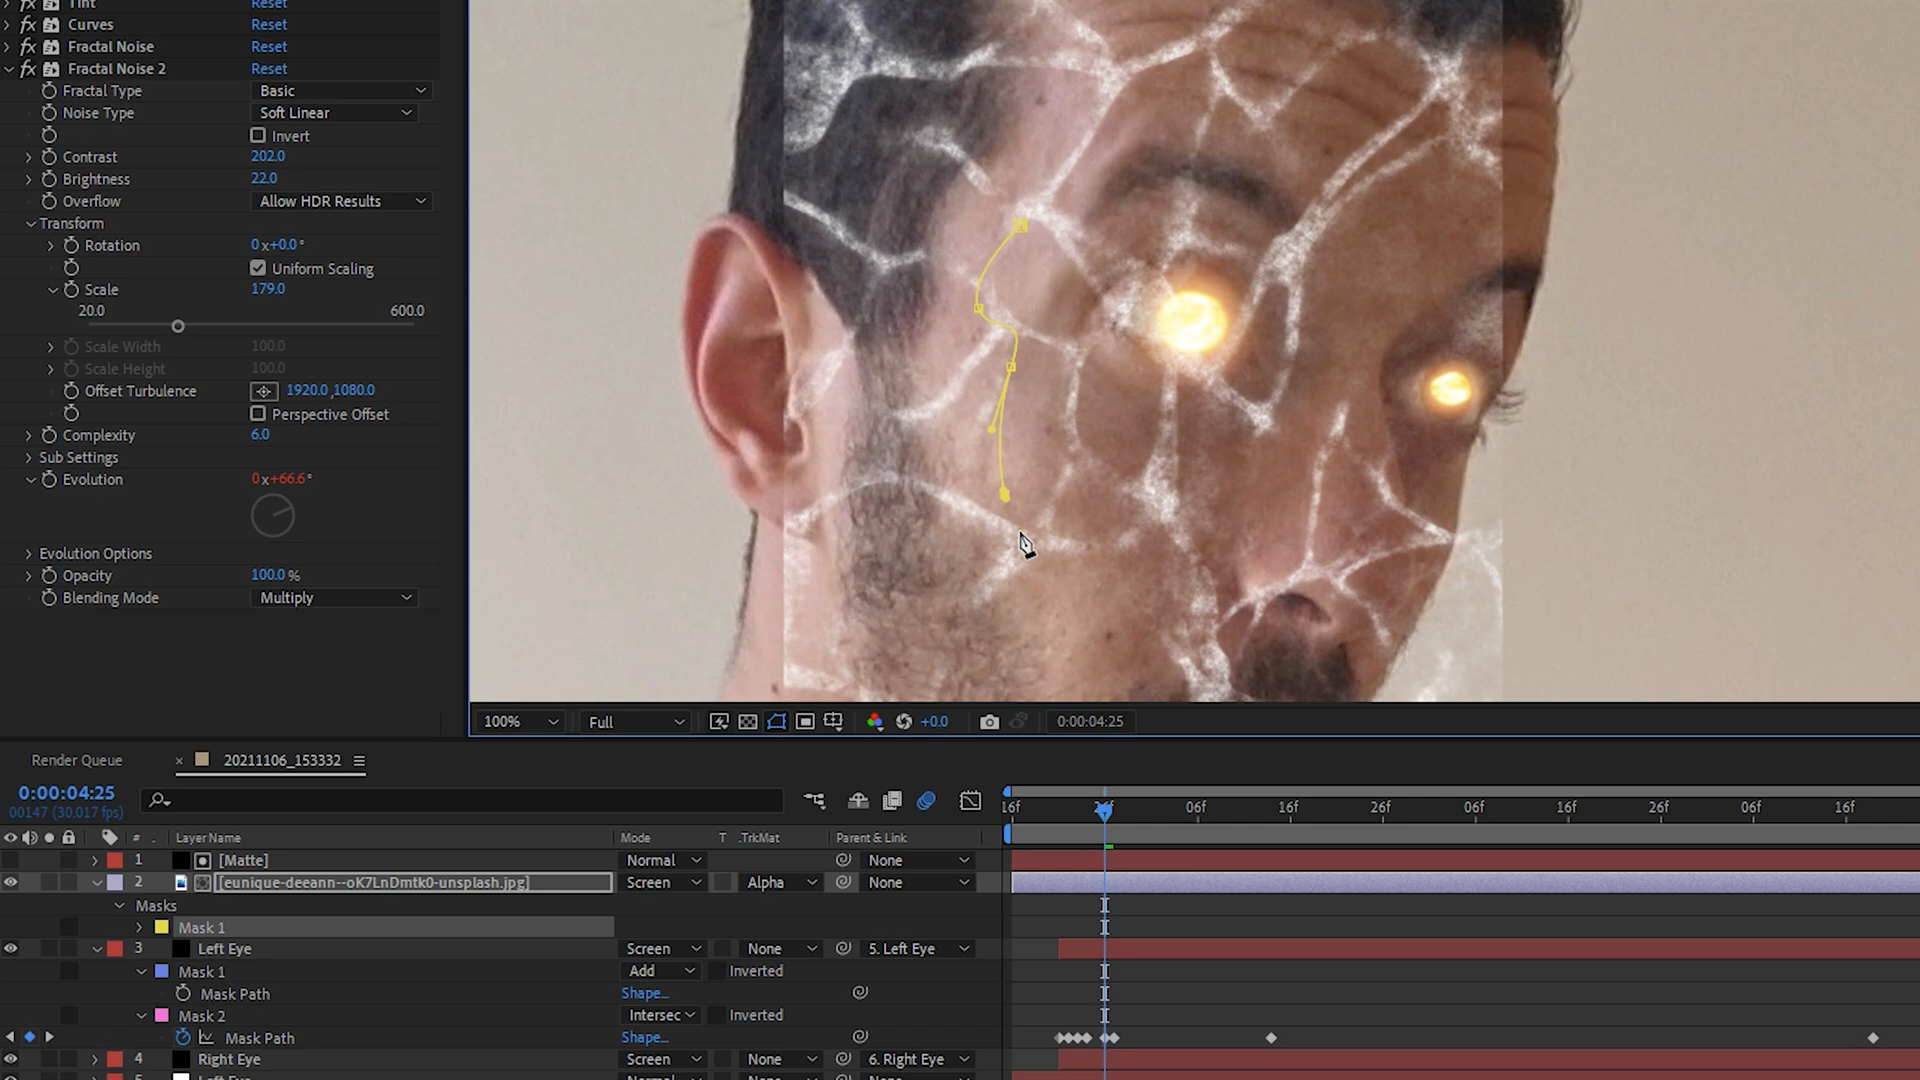 Tint Reset
fx Curves Reset
fx Fractal Noise Reset
fx Fractal Noise 2 Reset
Fractal Type Basic
Noise Type Soft Linear
Invert
Contrast 202.0
Brightness 22.0
Overflow Allow HDR Results
Transform
Rotation 0x+0.0°
Uniform Scaling
Scale 179.0
20.0 600.0
Scale Width 100.0
Scale Height 100.0
Offset Turbulence 1920.0,1080.0
Perspective Offset
Complexity 6.0
Sub Settings
Evolution 0x+66.6°
Evolution Options
Opacity 100.0 %
Blending Mode Multiply
100% Full +0.0 0:00:04:25
Render Queue × 20211106_153332
0:00:04:25
00147 (30.017 fps)
16f 06f 16f 26f 06f 16f 26f 06f 16f
# Layer Name Mode T .TrkMat Parent & Link
1 [Matte] Normal None
2 [eunique-deeann--oK7LnDmtk0-unsplash.jpg] Screen Alpha None
Masks
Mask 1
3 Left Eye Screen None 5. Left Eye
Mask 1 Add Inverted
Mask Path Shape...
Mask 2 Intersec Inverted
Mask Path Shape...
4 Right Eye Screen None 6. Right Eye